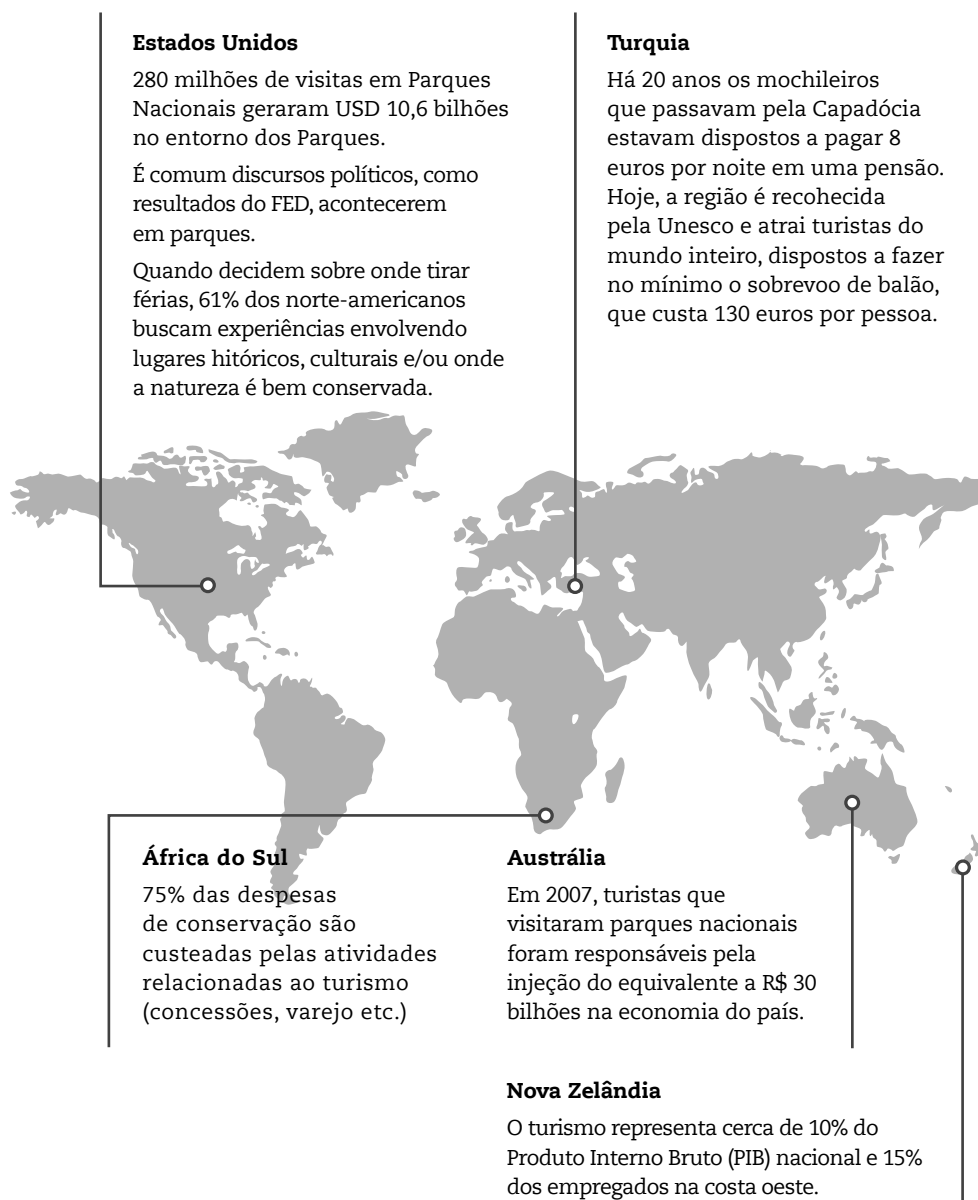 Estados Unidos
280 milhões de visitas em Parques
Nacionais geraram USD 10,6 bilhões
no entorno dos Parques.
É comum discursos políticos, como
resultados do FED, acontecerem
em parques.
Quando decidem sobre onde tirar
férias, 61% dos norte-americanos
buscam experiências envolvendo
lugares hitóricos, culturais e/ou onde
a natureza é bem conservada.
Turquia
Há 20 anos os mochileiros
que passavam pela Capadócia
estavam dispostos a pagar 8
euros por noite em uma pensão.
Hoje, a região é recohecida
pela Unesco e atrai turistas do
mundo inteiro, dispostos a fazer
no mínimo o sobrevoo de balão,
que custa 130 euros por pessoa.
África do Sul
75% das despesas
de conservação são
custeadas pelas atividades
relacionadas ao turismo
(concessões, varejo etc.)
Austrália
Em 2007, turistas que
visitaram parques nacionais
foram responsáveis pela
injeção do equivalente a R$ 30
bilhões na economia do país.
Nova Zelândia
O turismo representa cerca de 10% do
Produto Interno Bruto (PIB) nacional e 15%
dos empregados na costa oeste.